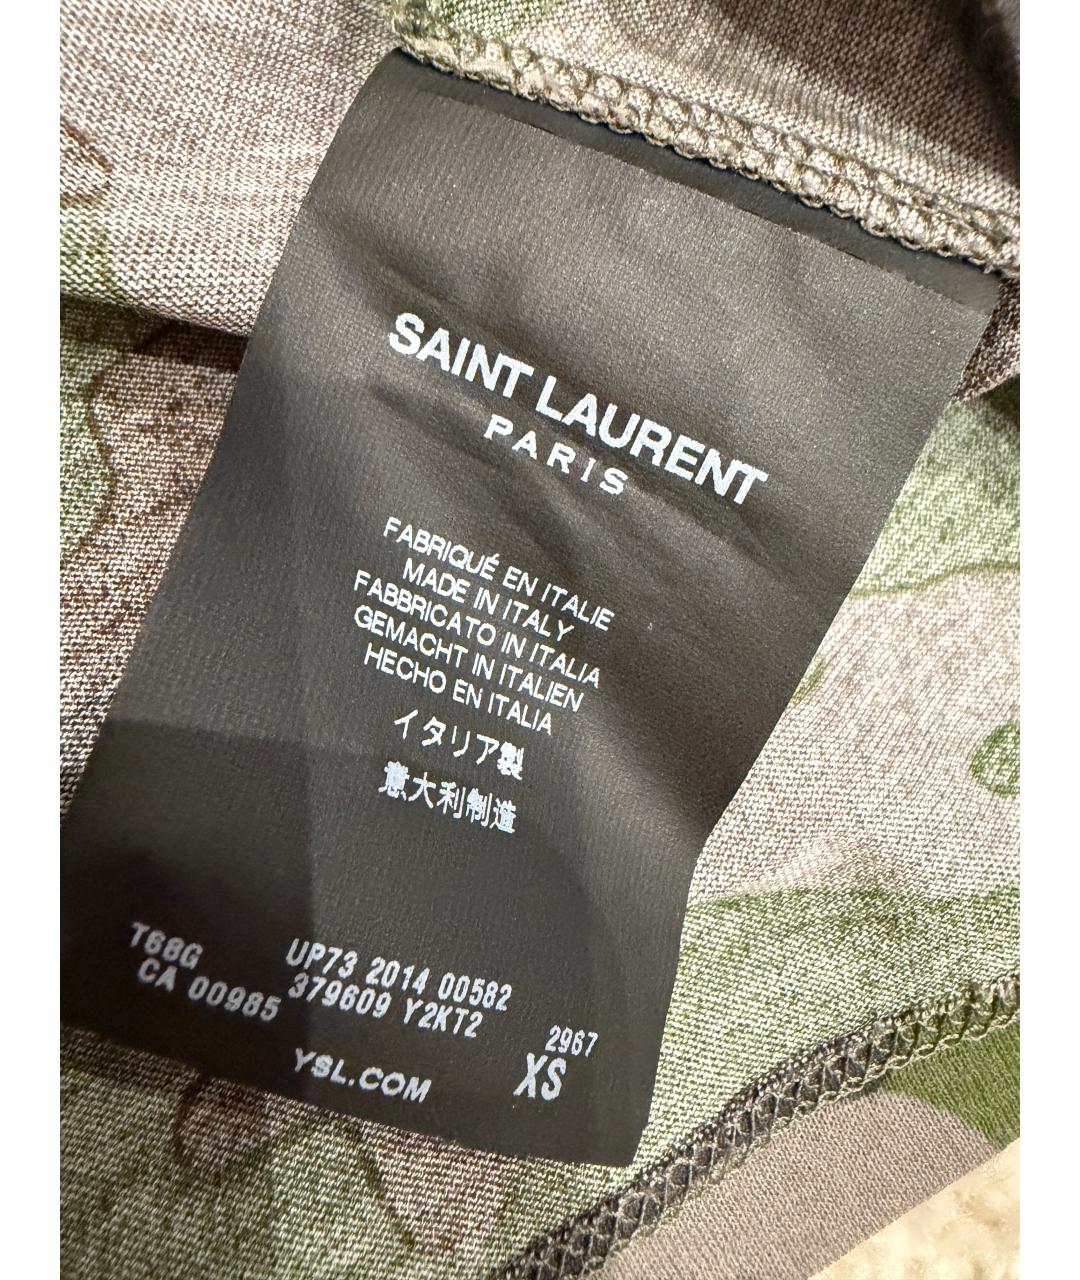 SAINT LAURENT
PARIS
FABRIQUÉ EN ITALIE
MADE IN ITALY
FABBRICATO IN ITALIA
GEMACHT IN ITALIEN
HECHO EN ITALIA
イタリア製
意大利制造
T68G UP73 2014 00582
CA 00985 379609 Y2KT2 2967
YSL.COM XS